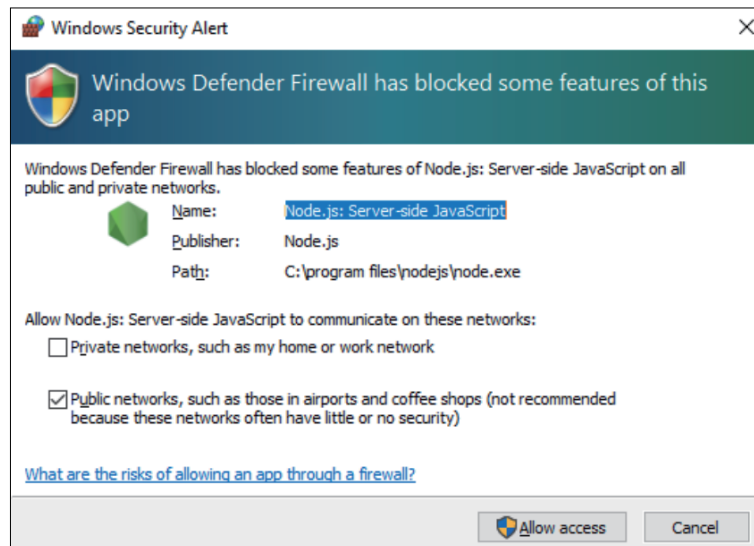 Windows Security Alert
Windows Defender Firewall has blocked some features of this
app
Windows Defender Firewall has blocked some features of Node.js: Server-side JavaScript on all
public and private networks.
Name: Node.js: Server-side JavaScript
Publisher: Node.js
Path: C:\program files\nodejs\node.exe
Allow Node.js: Server-side JavaScript to communicate on these networks:
Private networks, such as my home or work network
Public networks, such as those in airports and coffee shops (not recommended
because these networks often have little or no security)
What are the risks of allowing an app through a firewall?
Allow access Cancel